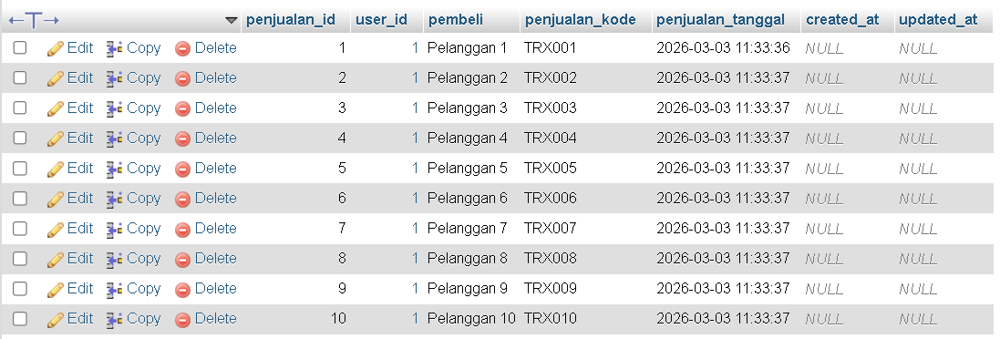 ←T→ penjualan_id user_id pembeli penjualan_kode penjualan_tanggal created_at updated_at
Edit Copy Delete 1 1 Pelanggan 1 TRX001 2026-03-03 11:33:36 NULL NULL
Edit Copy Delete 2 1 Pelanggan 2 TRX002 2026-03-03 11:33:37 NULL NULL
Edit Copy Delete 3 1 Pelanggan 3 TRX003 2026-03-03 11:33:37 NULL NULL
Edit Copy Delete 4 1 Pelanggan 4 TRX004 2026-03-03 11:33:37 NULL NULL
Edit Copy Delete 5 1 Pelanggan 5 TRX005 2026-03-03 11:33:37 NULL NULL
Edit Copy Delete 6 1 Pelanggan 6 TRX006 2026-03-03 11:33:37 NULL NULL
Edit Copy Delete 7 1 Pelanggan 7 TRX007 2026-03-03 11:33:37 NULL NULL
Edit Copy Delete 8 1 Pelanggan 8 TRX008 2026-03-03 11:33:37 NULL NULL
Edit Copy Delete 9 1 Pelanggan 9 TRX009 2026-03-03 11:33:37 NULL NULL
Edit Copy Delete 10 1 Pelanggan 10 TRX010 2026-03-03 11:33:37 NULL NULL